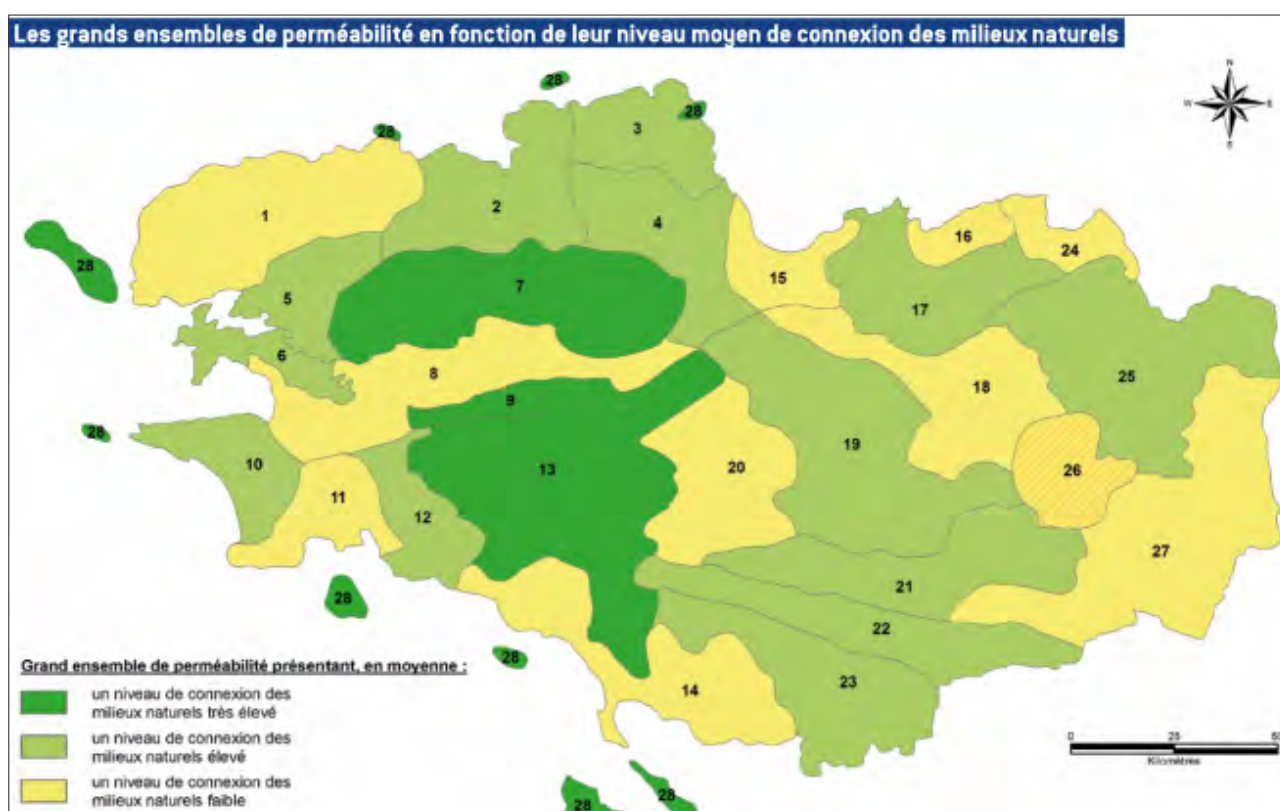 Les grands ensembles de perméabilité en fonction de leur niveau moyen de connexion des milieux naturels
N
W E
S
28
28
3
28
1
2
4
16
24
28
15
5
7
17
6
8
18
25
9
28
10
13
19
20
26
11
12
27
21
28
22
28
23
14
Grand ensemble de perméabilité présentant, en moyenne :
un niveau de connexion des
milieux naturels très élevé
un niveau de connexion des
milieux naturels élevé
un niveau de connexion des
milieux naturels faible
0 25 50
Kilomètres
28
28